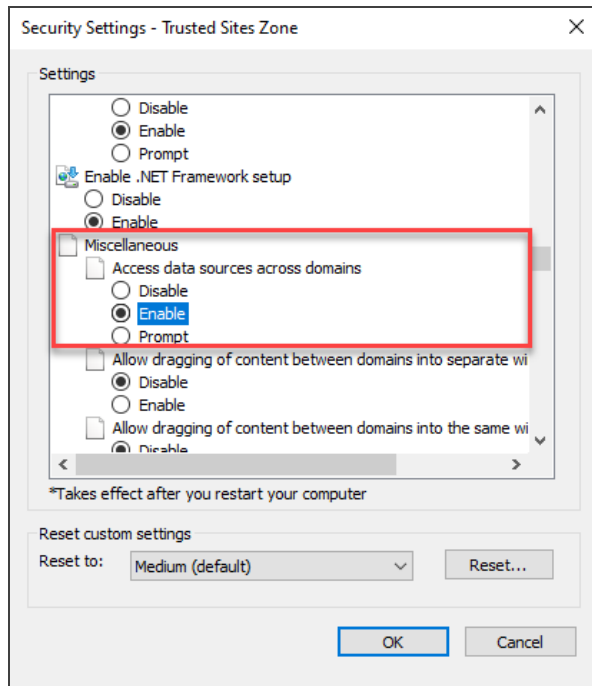 Security Settings - Trusted Sites Zone
Settings
Disable
Enable
Prompt
Enable .NET Framework setup
Disable
Enable
Miscellaneous
Access data sources across domains
Disable
Enable
Prompt
Allow dragging of content between domains into separate wi
Disable
Enable
Allow dragging of content between domains into the same wi
Disable
*Takes effect after you restart your computer
Reset custom settings
Reset to: Medium (default) Reset...
OK Cancel